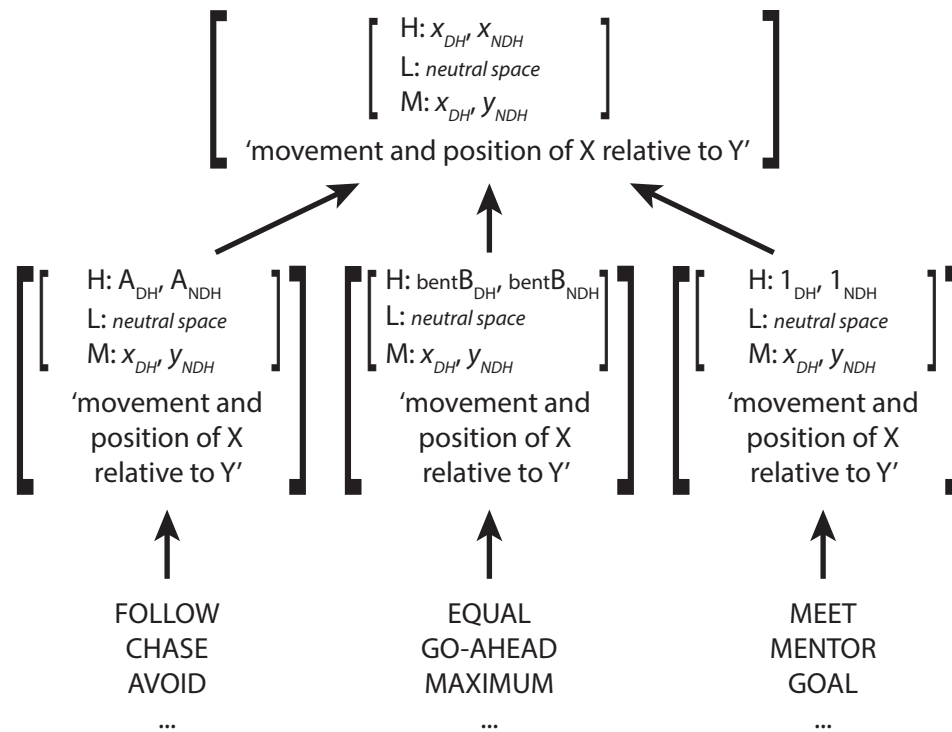 H: x_DH, x_NDH
L: neutral space
M: x_DH, y_NDH
‘movement and position of X relative to Y’
H: A_DH, A_NDH
L: neutral space
M: x_DH, y_NDH
‘movement and
position of X
relative to Y’
H: bentB_DH, bentB_NDH
L: neutral space
M: x_DH, y_NDH
‘movement and
position of X
relative to Y’
H: 1_DH, 1_NDH
L: neutral space
M: x_DH, y_NDH
‘movement and
position of X
relative to Y’
FOLLOW
CHASE
AVOID
...
EQUAL
GO-AHEAD
MAXIMUM
...
MEET
MENTOR
GOAL
...